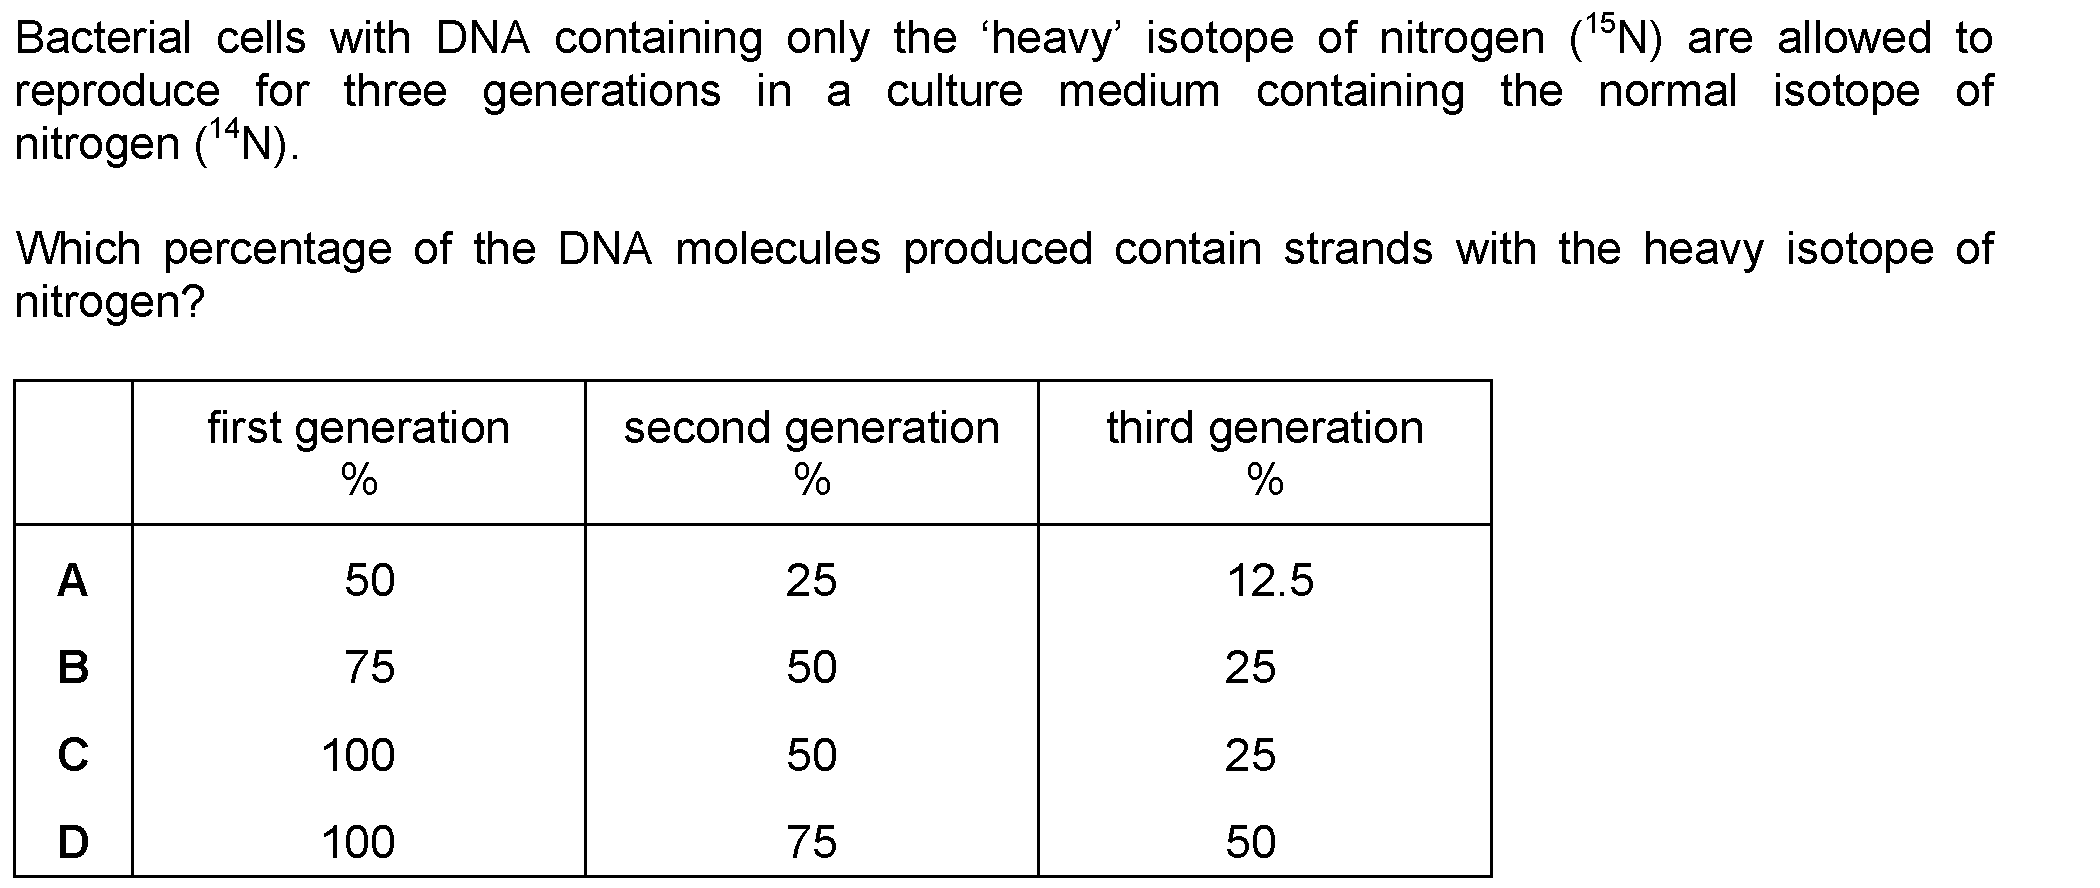 Bacterial cells with DNA containing only the ‘heavy’ isotope of nitrogen (¹⁵N) are allowed to
reproduce for three generations in a culture medium containing the normal isotope of
nitrogen (¹⁴N).
Which percentage of the DNA molecules produced contain strands with the heavy isotope of
nitrogen?
first generation % second generation % third generation %
A 50 25 12.5
B 75 50 25
C 100 50 25
D 100 75 50